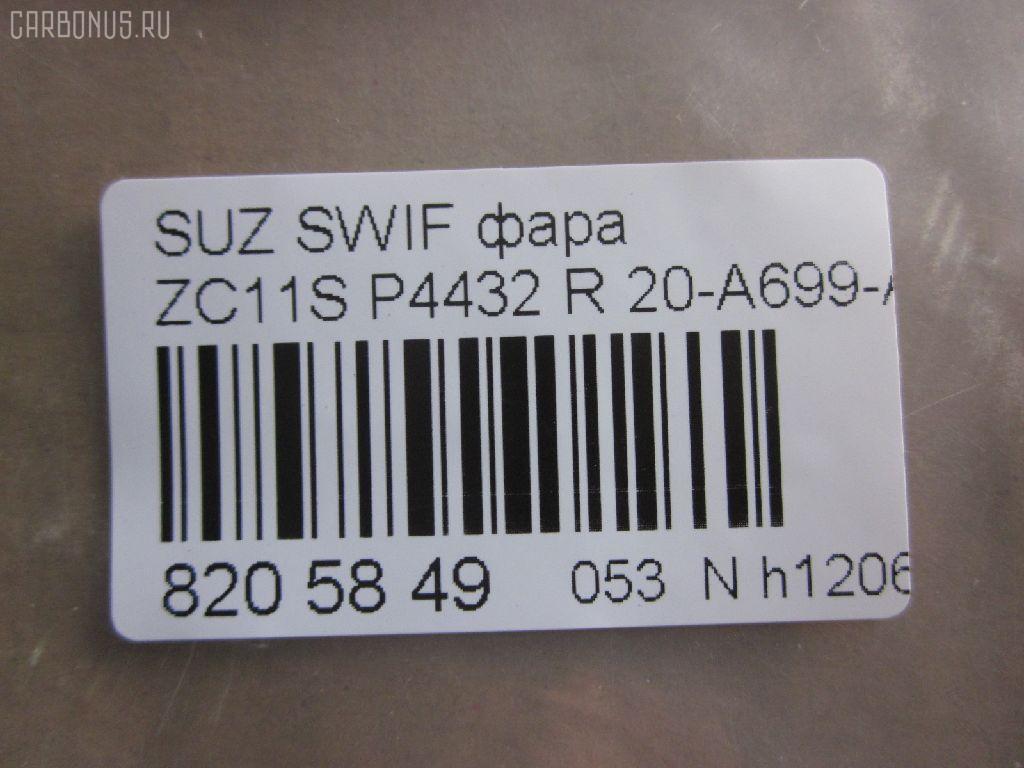 CARBONUS.RU
SUZ SWIF фара
ZC11S P4432 R 20-A699-A
820 58 49 053 N h1206